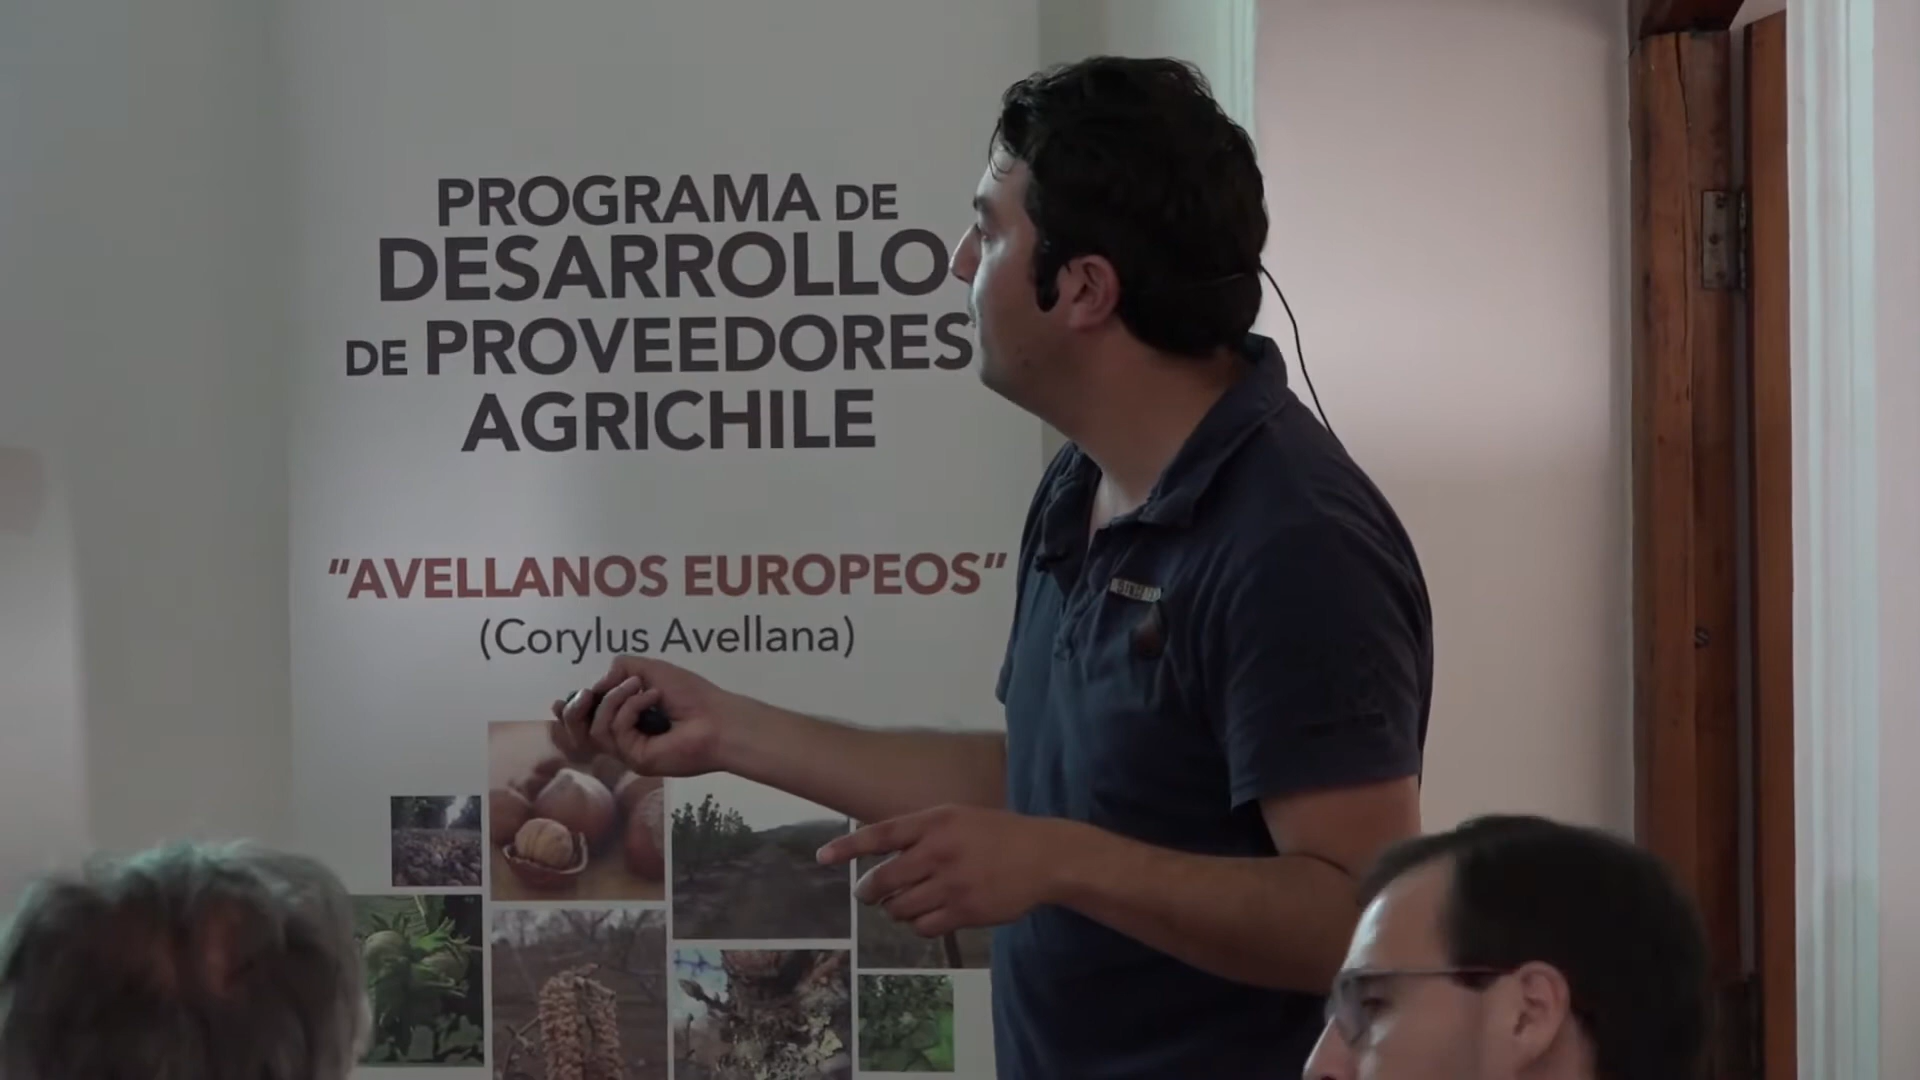 PROGRAMA DE
DESARROLLO
DE PROVEEDORES
AGRICHILE
"AVELLANOS EUROPEOS"
(Corylus Avellana)